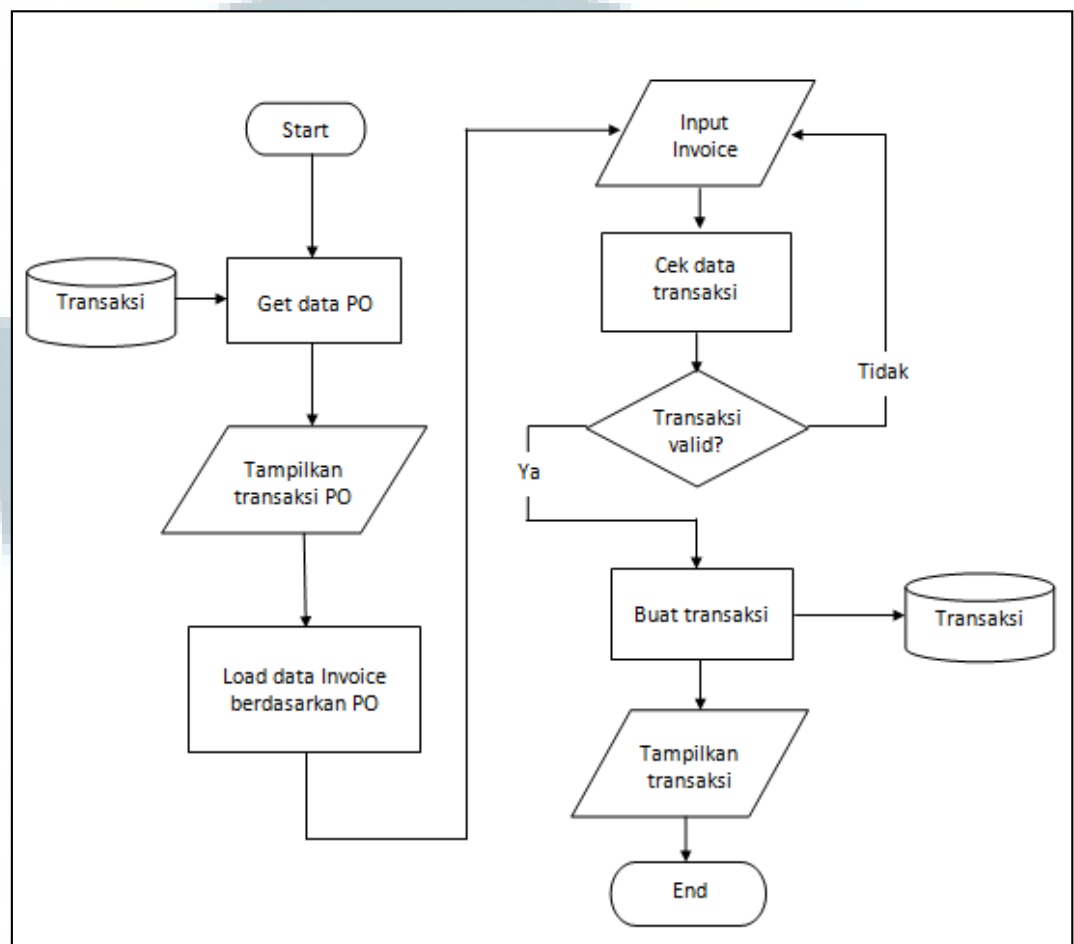 Start
Transaksi
Get data PO
Tampilkan
transaksi PO
Load data Invoice
berdasarkan PO
Input
Invoice
Cek data
transaksi
Transaksi
valid?
Tidak
Ya
Buat transaksi
Transaksi
Tampilkan
transaksi
End